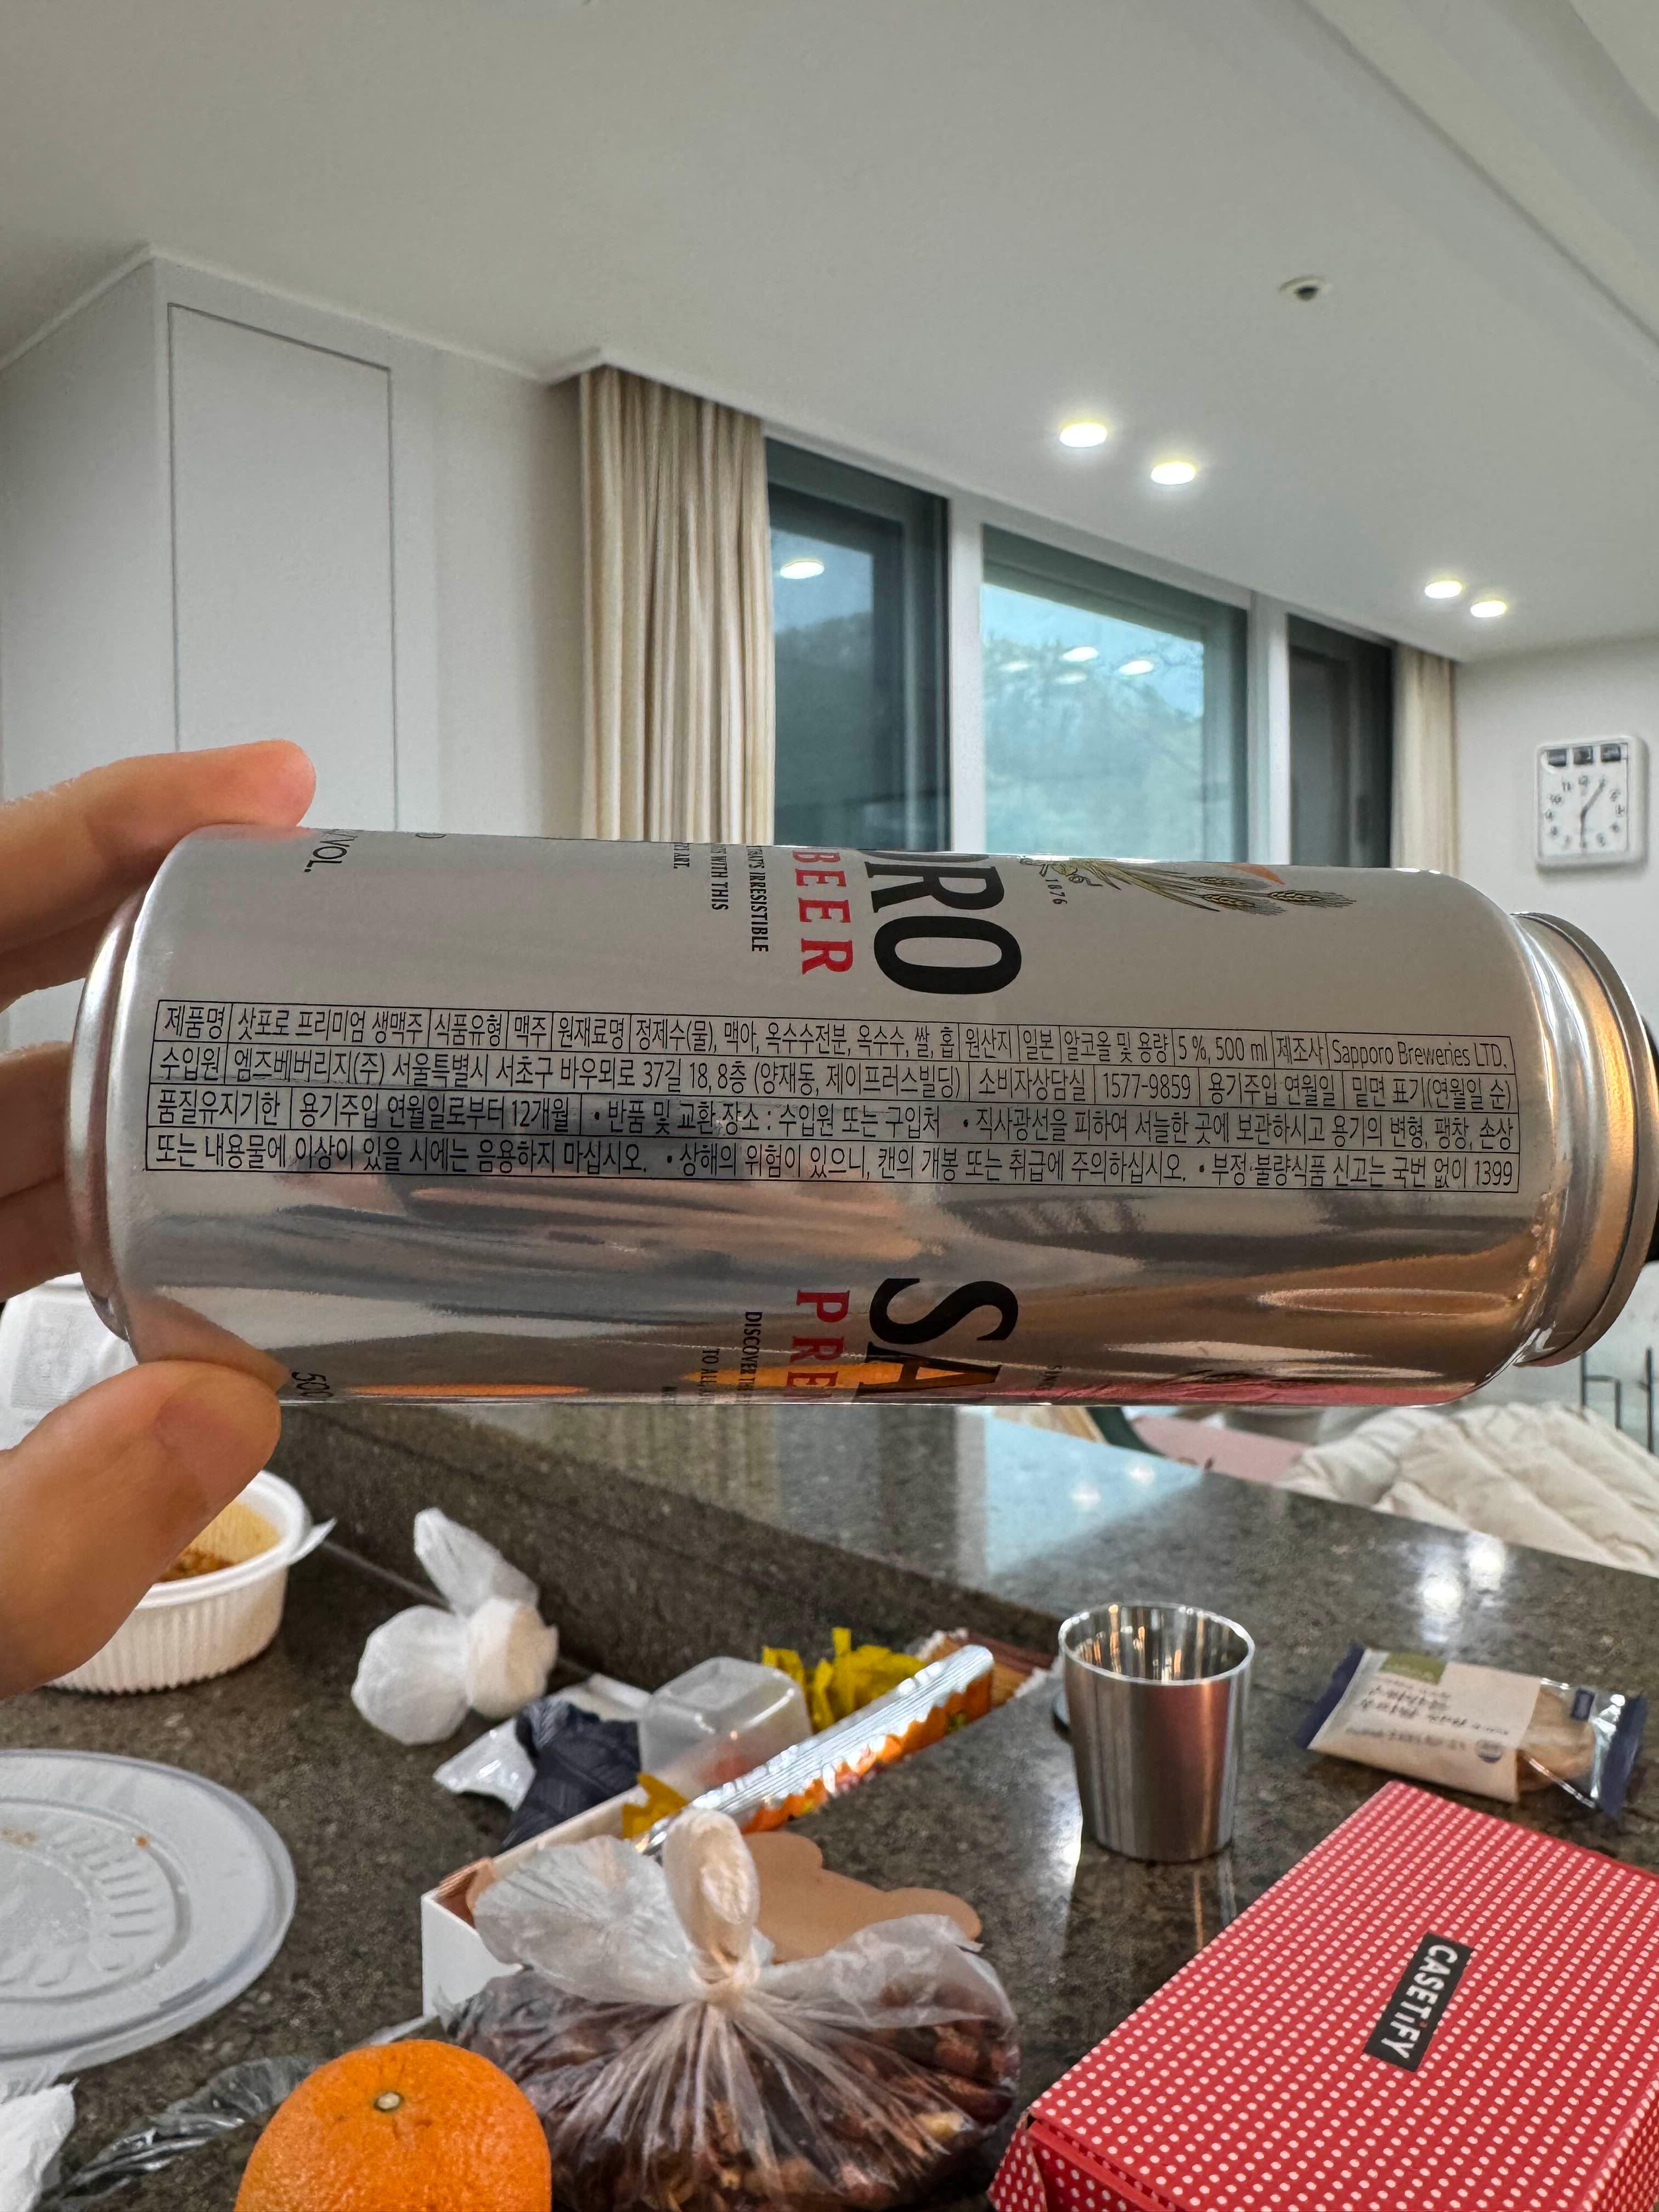 제품명 삿포로 프리미엄 생맥주 식품유형 맥주 원재료명 정제수(물), 맥아, 옥수수전분, 옥수수, 쌀, 홉 원산지 일본 알코올 및 용량 5 %, 500 ml 제조사 Sapporo Breweries LTD.
수입원 엠즈베버리지(주) 서울특별시 서초구 바우뫼로 37길 18, 8층 (양재동, 제이프러스빌딩) 소비자상담실 1577-9859 용기주입 연월일 밑면 표기(연월일 순)
품질유지기한 용기주입 연월일로부터 12개월 • 반품 및 교환 장소 : 수입원 또는 구입처 • 직사광선을 피하여 서늘한 곳에 보관하시고 용기의 변형, 팽창, 손상
또는 내용물에 이상이 있을 시에는 음용하지 마십시오. • 상해의 위험이 있으니, 캔의 개봉 또는 취급에 주의하십시오. • 부정·불량식품 신고는 국번 없이 1399
1876
ORO
BEER
THAT'S IRRESISTIBLE
WITH THIS
ART.
VOL.
SA
PRE
DISCOVER
TO ALL
CASETiFY